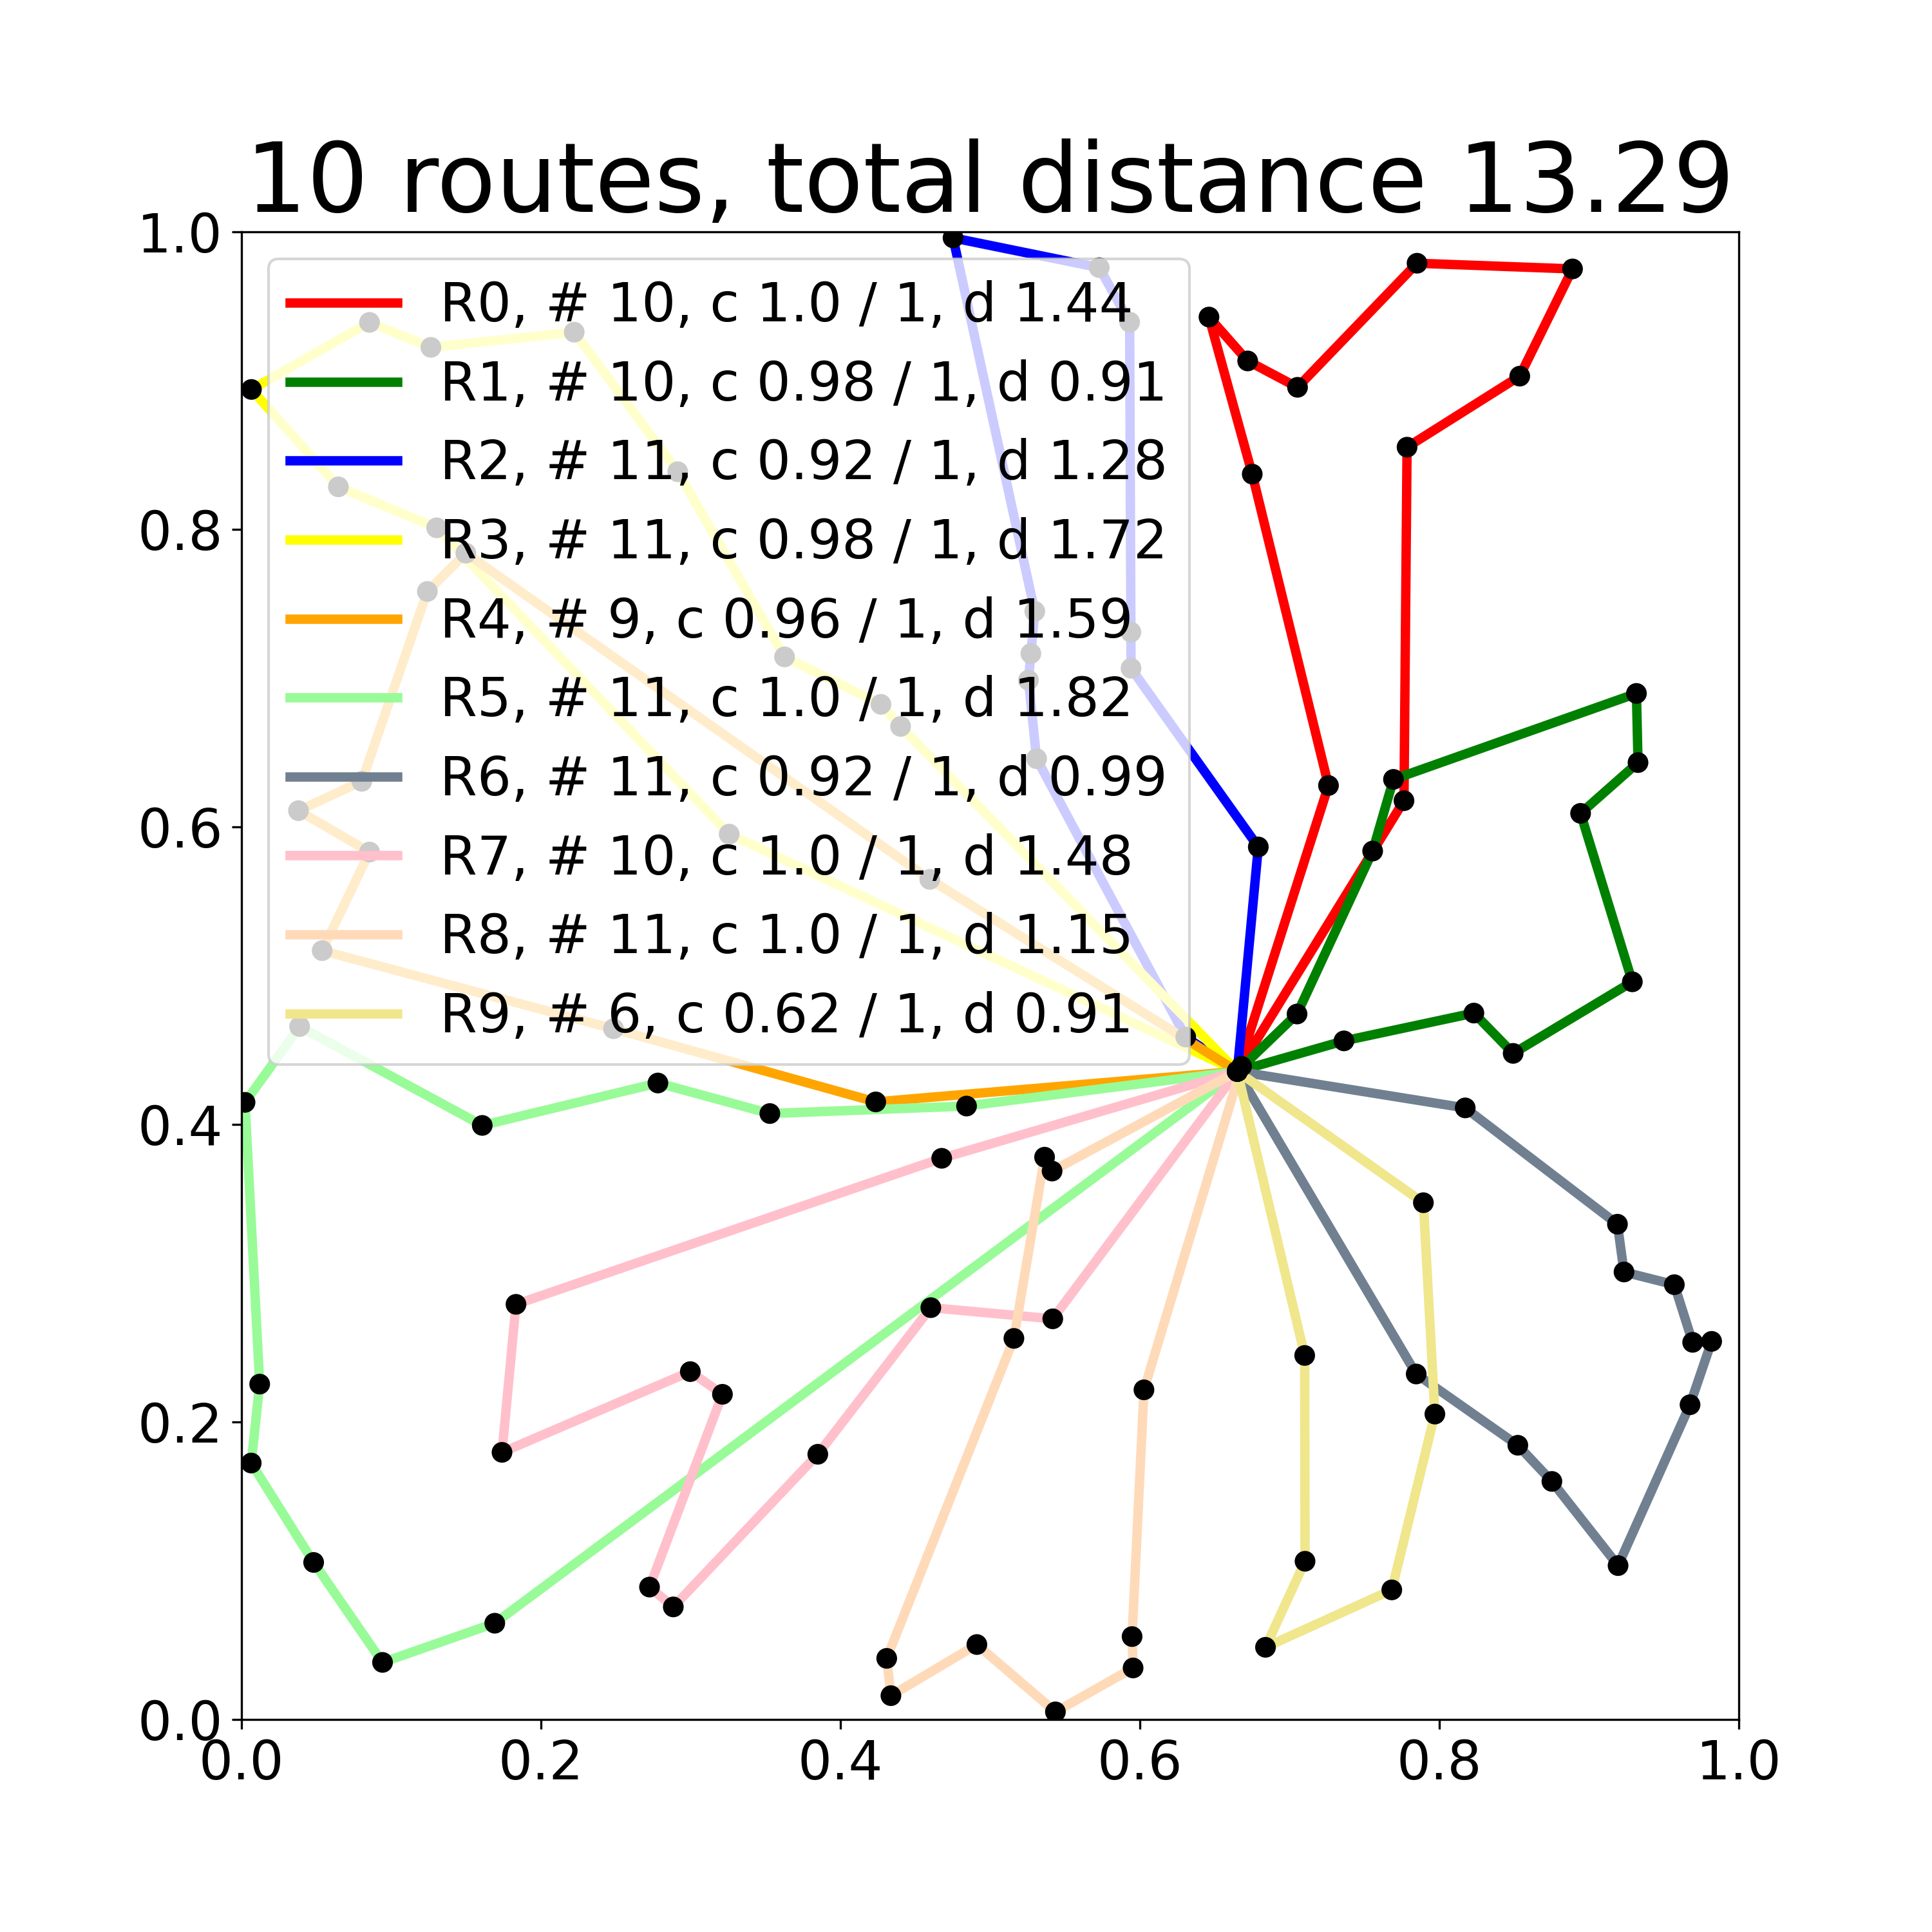 10 routes, total distance 13.29
R0, # 10, c 1.0 / 1, d 1.44
R1, # 10, c 0.98 / 1, d 0.91
R2, # 11, c 0.92 / 1, d 1.28
R3, # 11, c 0.98 / 1, d 1.72
R4, # 9, c 0.96 / 1, d 1.59
R5, # 11, c 1.0 / 1, d 1.82
R6, # 11, c 0.92 / 1, d 0.99
R7, # 10, c 1.0 / 1, d 1.48
R8, # 11, c 1.0 / 1, d 1.15
R9, # 6, c 0.62 / 1, d 0.91
1.0
0.8
0.6
0.4
0.2
0.0
0.0 0.2 0.4 0.6 0.8 1.0